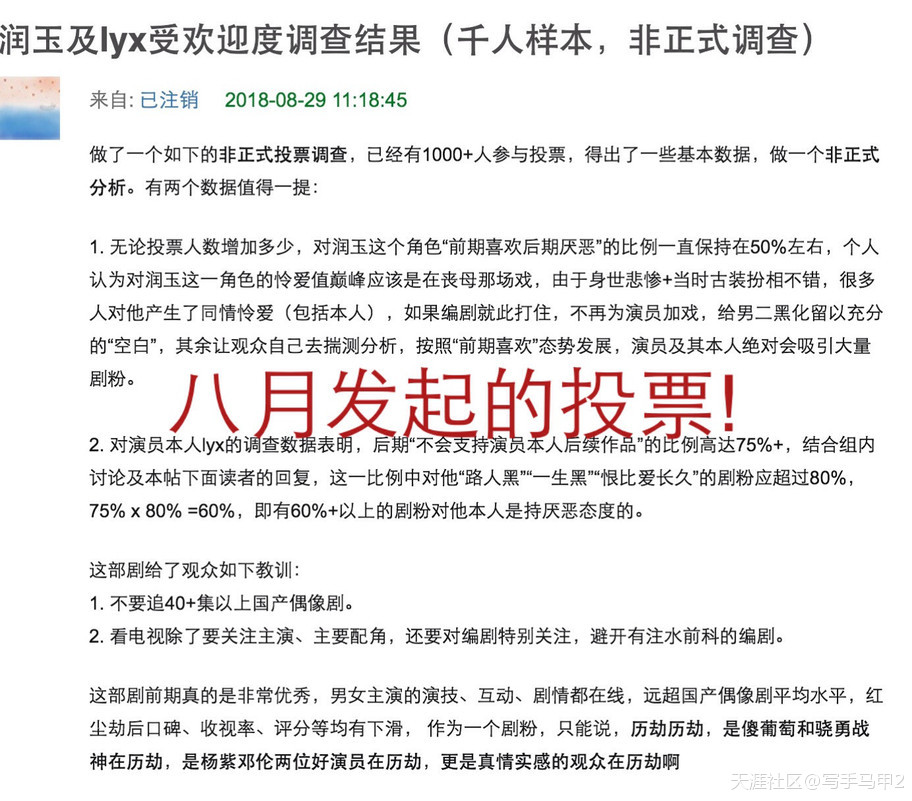 润玉及lyx受欢迎度调查结果（千人样本，非正式调查）
来自: 已注销 2018-08-29 11:18:45
做了一个如下的非正式投票调查，已经有1000+人参与投票，得出了一些基本数据，做一个非正式
分析。有两个数据值得一提：
1. 无论投票人数增加多少，对润玉这个角色“前期喜欢后期厌恶”的比例一直保持在50%左右，个人
认为对润玉这一角色的怜爱值巅峰应该是在丧母那场戏，由于身世悲惨+当时古装扮相不错，很多
人对他产生了同情怜爱（包括本人），如果编剧就此打住，不再为演员加戏，给男二黑化留以充分
的“空白”，其余让观众自己去揣测分析，按照“前期喜欢”态势发展，演员及其本人绝对会吸引大量
剧粉。
八月发起的投票!
2. 对演员本人lyx的调查数据表明，后期“不会支持演员本人后续作品”的比例高达75%+，结合组内
讨论及本帖下面读者的回复，这一比例中对他“路人黑”“一生黑”“恨比爱长久”的剧粉应超过80%，
75% x 80% =60%，即有60%+以上的剧粉对他本人是持厌恶态度的。
这部剧给了观众如下教训：
1. 不要追40+集以上国产偶像剧。
2. 看电视除了要关注主演、主要配角，还要对编剧特别关注，避开有注水前科的编剧。
这部剧前期真的是非常优秀，男女主演的演技、互动、剧情都在线，远超国产偶像剧平均水平，红
尘劫后口碑、收视率、评分等均有下滑， 作为一个剧粉，只能说，历劫历劫，是傻葡萄和骁勇战
神在历劫，是杨紫邓伦两位好演员在历劫，更是真情实感的观众在历劫啊
天涯社区@写手马甲2